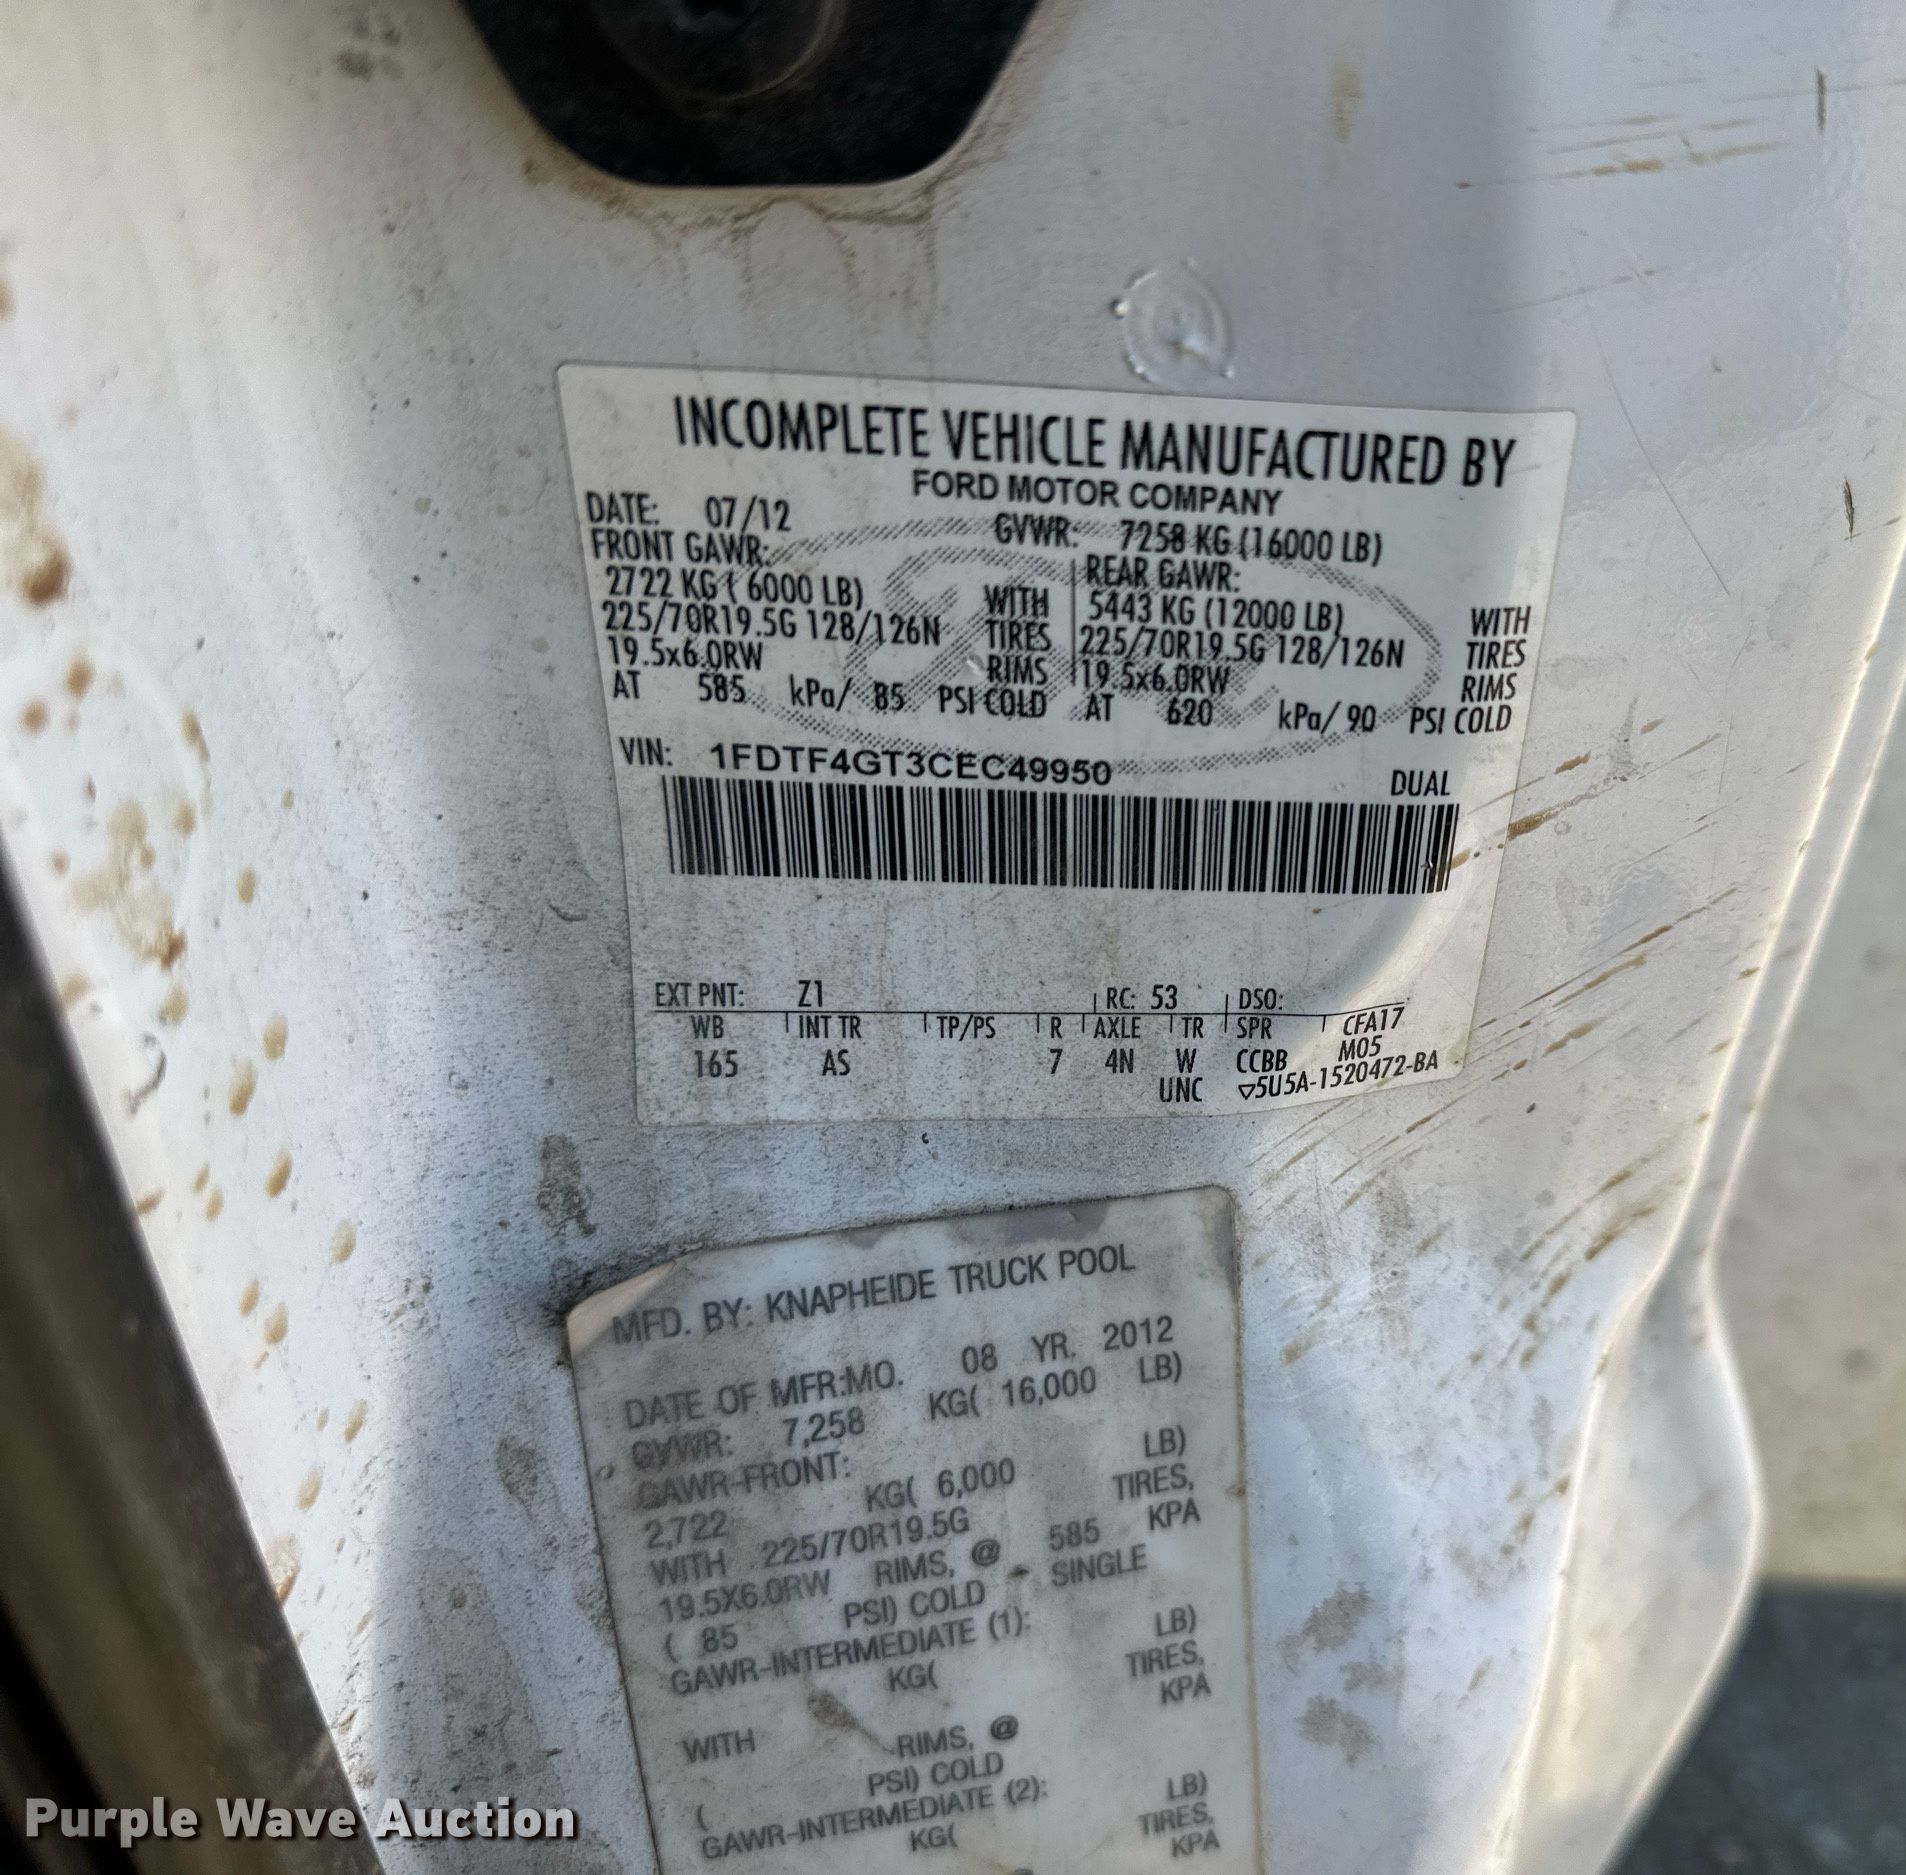 INCOMPLETE VEHICLE MANUFACTURED BY
FORD MOTOR COMPANY
DATE: 07/12 GVWR: 7258 KG (16000 LB)
FRONT GAWR: REAR GAWR:
2722 KG ( 6000 LB) WITH 5443 KG (12000 LB) WITH
225/70R19.5G 128/126N TIRES 225/70R19.5G 128/126N TIRES
19.5x6.0RW RIMS 19.5x6.0RW RIMS
AT 585 kPa/ 85 PSI COLD AT 620 kPa/ 90 PSI COLD
VIN: 1FDTF4GT3CEC49950
DUAL
EXT PNT: Z1 RC: 53 DSO:
WB INT TR TP/PS R AXLE TR SPR CFA17
165 AS 7 4N W CCBB M05
UNC ▽5U5A-1520472-BA
MFD. BY: KNAPHEIDE TRUCK POOL
DATE OF MFR:MO. 08 YR. 2012
GVWR: 7,258 KG( 16,000 LB)
GAWR-FRONT:
2,722 KG( 6,000 LB)
WITH 225/70R19.5G TIRES,
19.5X6.0RW RIMS, @ 585 KPA
( 85 PSI) COLD - SINGLE
GAWR-INTERMEDIATE (1):
KG( LB)
WITH TIRES,
RIMS, @ KPA
( PSI) COLD
GAWR-INTERMEDIATE (2):
KG( LB)
TIRES,
KPA
Purple Wave Auction